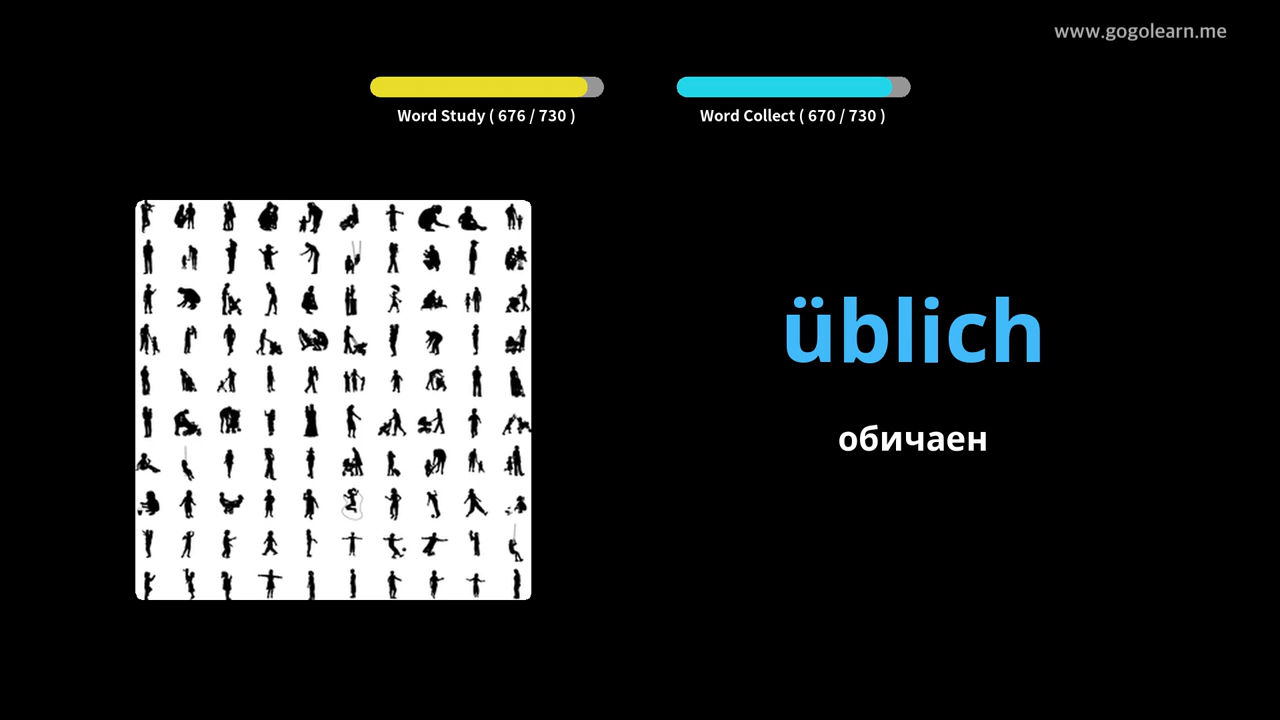 www.gogolearn.me
Word Study ( 676 / 730 )
Word Collect ( 670 / 730 )
üblich
обичаен